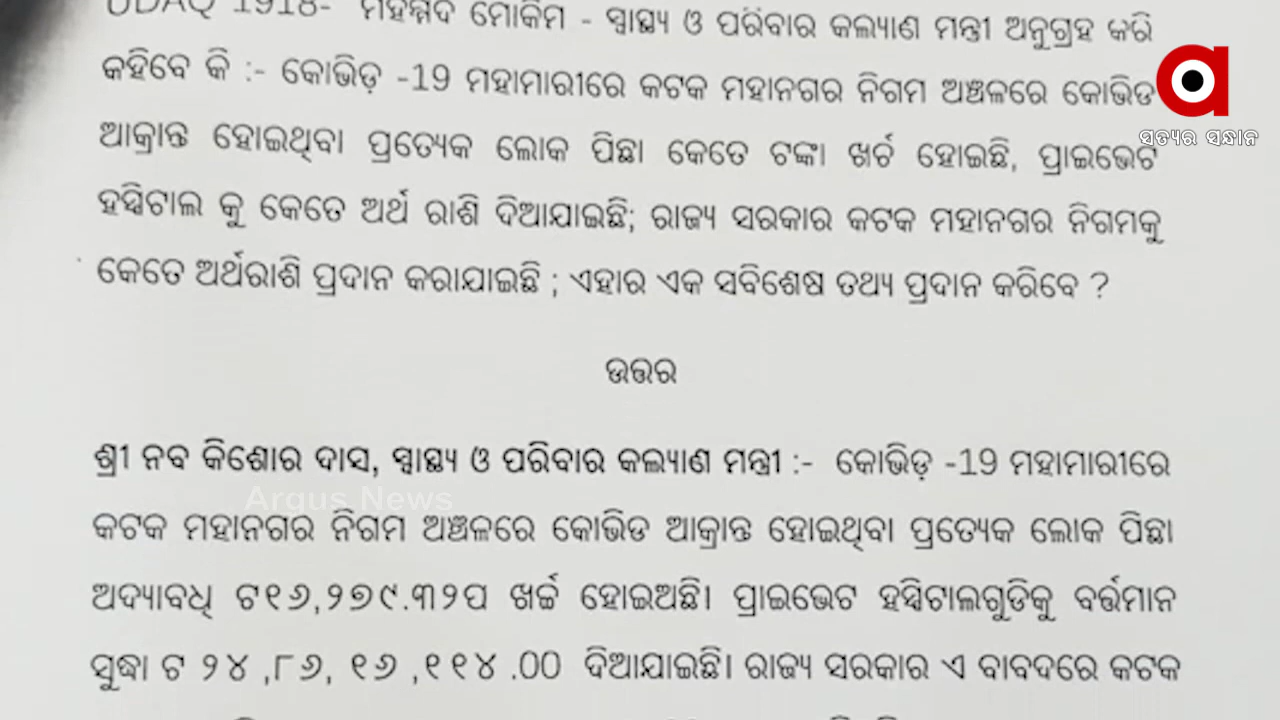 UDAQ 1918- ମହମ୍ମଦ ମୋକିମ - ସ୍ୱାସ୍ଥ୍ୟ ଓ ପରିବାର କଲ୍ୟାଣ ମନ୍ତ୍ରୀ ଅନୁଗ୍ରହ କରି
କହିବେ କି :- କୋଭିଡ଼ -19 ମହାମାରୀରେ କଟକ ମହାନଗର ନିଗମ ଅଞ୍ଚଳରେ କୋଭିଡ
ସତ୍ୟର ସନ୍ଧାନ
ଆକ୍ରାନ୍ତ ହୋଇଥିବା ପ୍ରତ୍ୟେକ ଲୋକ ପିଛା କେତେ ଟଙ୍କା ଖର୍ଚ ହୋଇଛି, ପ୍ରାଇଭେଟ
ହସ୍ପିଟାଲ କୁ କେତେ ଅର୍ଥ ରାଶି ଦିଆଯାଇଛି; ରାଜ୍ୟ ସରକାର କଟକ ମହାନଗର ନିଗମକୁ
କେତେ ଅର୍ଥରାଶି ପ୍ରଦାନ କରାଯାଇଛି ; ଏହାର ଏକ ସବିଶେଷ ତଥ୍ୟ ପ୍ରଦାନ କରିବେ ?
ଉତ୍ତର
ଶ୍ରୀ ନବ କିଶୋର ଦାସ, ସ୍ୱାସ୍ଥ୍ୟ ଓ ପରିବାର କଲ୍ୟାଣ ମନ୍ତ୍ରୀ :- କୋଭିଡ଼ -19 ମହାମାରୀରେ
Argus News
କଟକ ମହାନଗର ନିଗମ ଅଞ୍ଚଳରେ କୋଭିଡ ଆକ୍ରାନ୍ତ ହୋଇଥିବା ପ୍ରତ୍ୟେକ ଲୋକ ପିଛା
ଅଦ୍ୟାବଧି ଟ୧୬,୨୭୯.୩୨ପ ଖର୍ଚ୍ଚ ହୋଇଅଛି। ପ୍ରାଇଭେଟ ହସ୍ପିଟାଲଗୁଡିକୁ ବର୍ତ୍ତମାନ
ସୁଦ୍ଧା ଟ ୨୪ ,୮୬, ୧୬ ,୧୧୪ .00 ଦିଆଯାଇଛି। ରାଜ୍ୟ ସରକାର ଏ ବାବଦରେ କଟକ